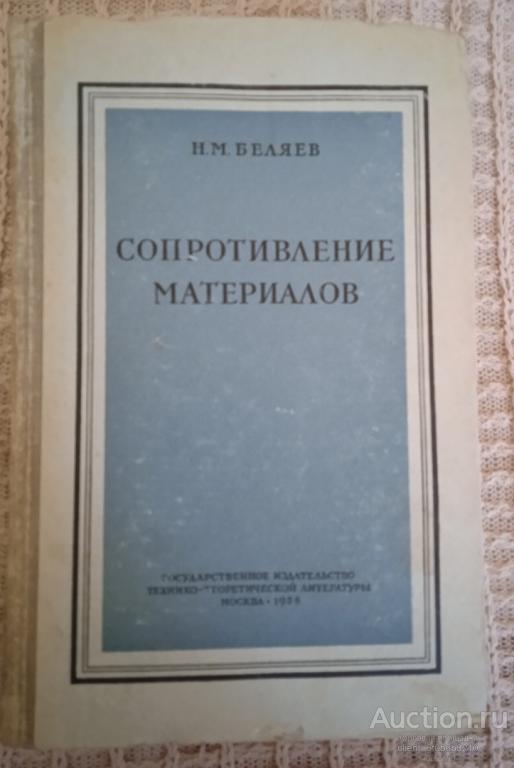 Н.М. БЕЛЯЕВ
СОПРОТИВЛЕНИЕ
МАТЕРИАЛОВ
ГОСУДАРСТВЕННОЕ ИЗДАТЕЛЬСТВО
ТЕХНИКО-ТЕОРЕТИЧЕСКОЙ ЛИТЕРАТУРЫ
МОСКВА •
Auction.ru